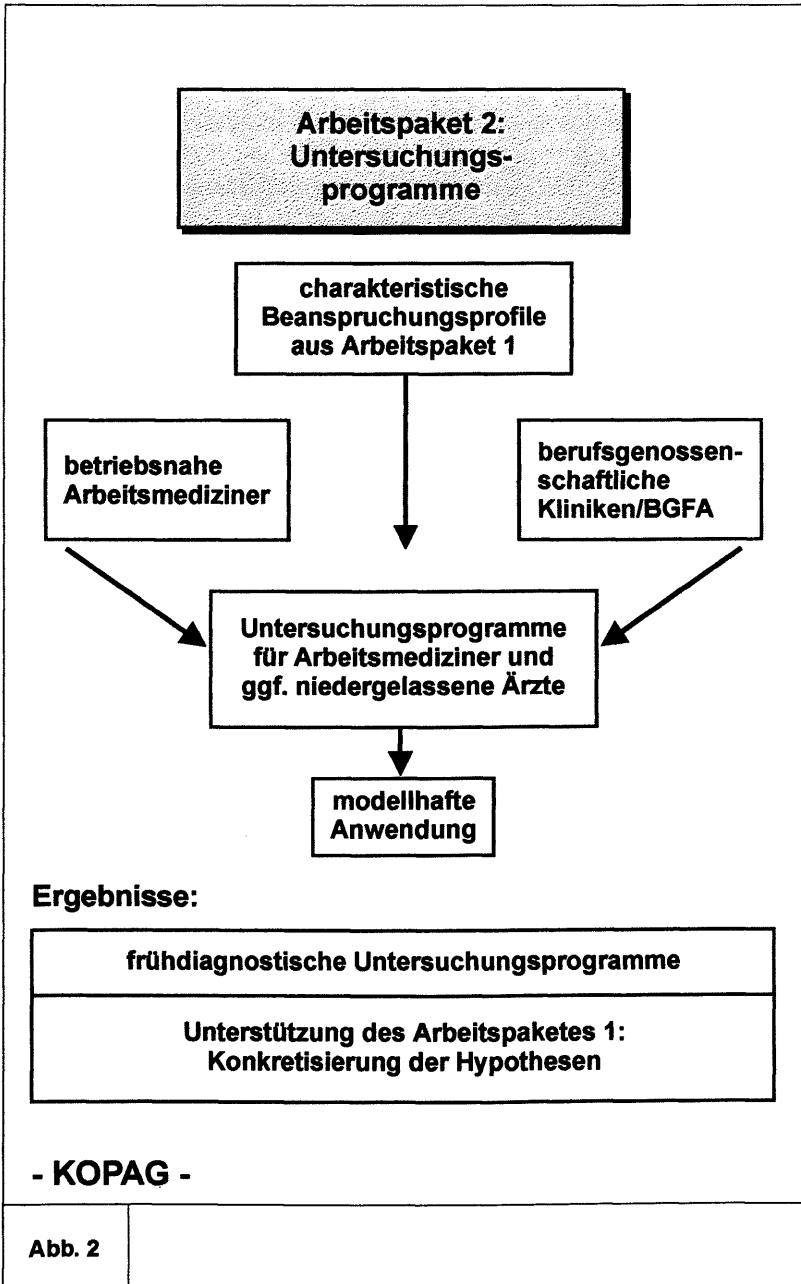 Arbeitspaket 2:
Untersuchungs-
programme
charakteristische
Beanspruchungsprofile
aus Arbeitspaket 1
betriebsnahe
Arbeitsmediziner
berufsgenossen-
schaftliche
Kliniken/BGFA
Untersuchungsprogramme
für Arbeitsmediziner und
ggf. niedergelassene Ärzte
modellhafte
Anwendung
Ergebnisse:
frühdiagnostische Untersuchungsprogramme
Unterstützung des Arbeitspaketes 1:
Konkretisierung der Hypothesen
- KOPAG -
Abb. 2